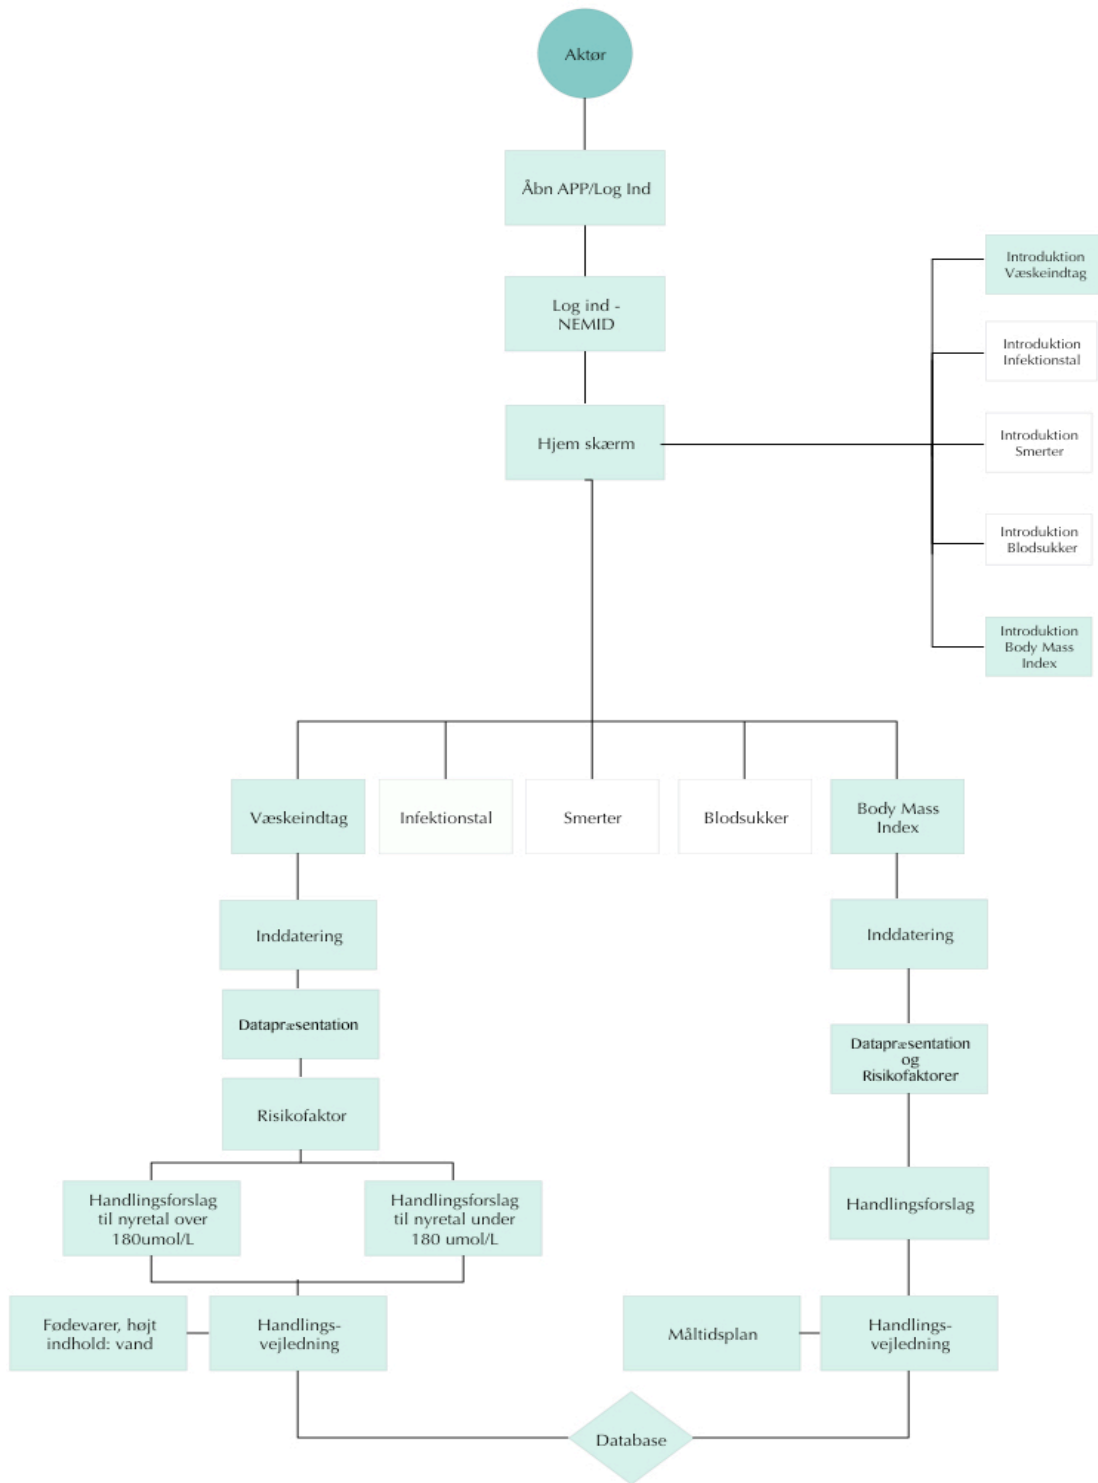 Aktør
Åbn APP/Log Ind
Log ind -
NEMID
Hjem skærm
Introduktion
Væskeindtag
Introduktion
Infektionstal
Introduktion
Smerter
Introduktion
Blodsukker
Introduktion
Body Mass
Index
Væskeindtag
Infektionstal
Smerter
Blodsukker
Body Mass
Index
Inddatering
Datapræsentation
Risikofaktor
Handlingsforslag
til nyretal over
180umol/L
Handlingsforslag
til nyretal under
180 umol/L
Fødevarer, højt
indhold: vand
Handlings-
vejledning
Inddatering
Datapræsentation
og
Risikofaktorer
Handlingsforslag
Måltidsplan
Handlings-
vejledning
Database